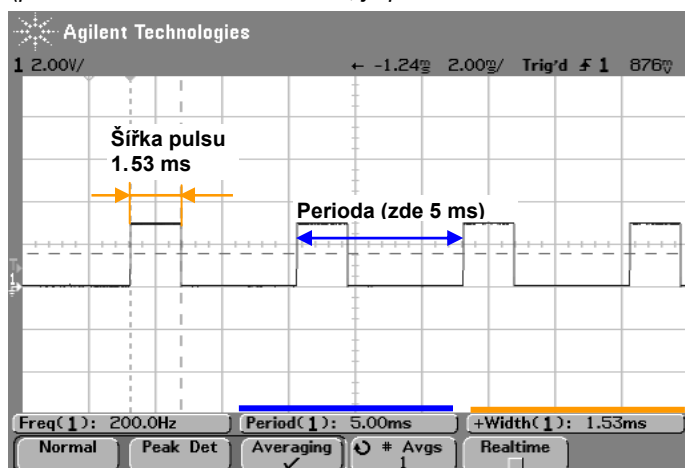 Agilent Technologies
1 2.00V/ ← -1.24ms 2.00ms/ Trig'd 1 876mV
Šířka pulsu
1.53 ms
Perioda (zde 5 ms)
Freq(1): 200.0Hz Period(1): 5.00ms +Width(1): 1.53ms
Normal Peak Det Averaging # Avgs Realtime
✓ 1